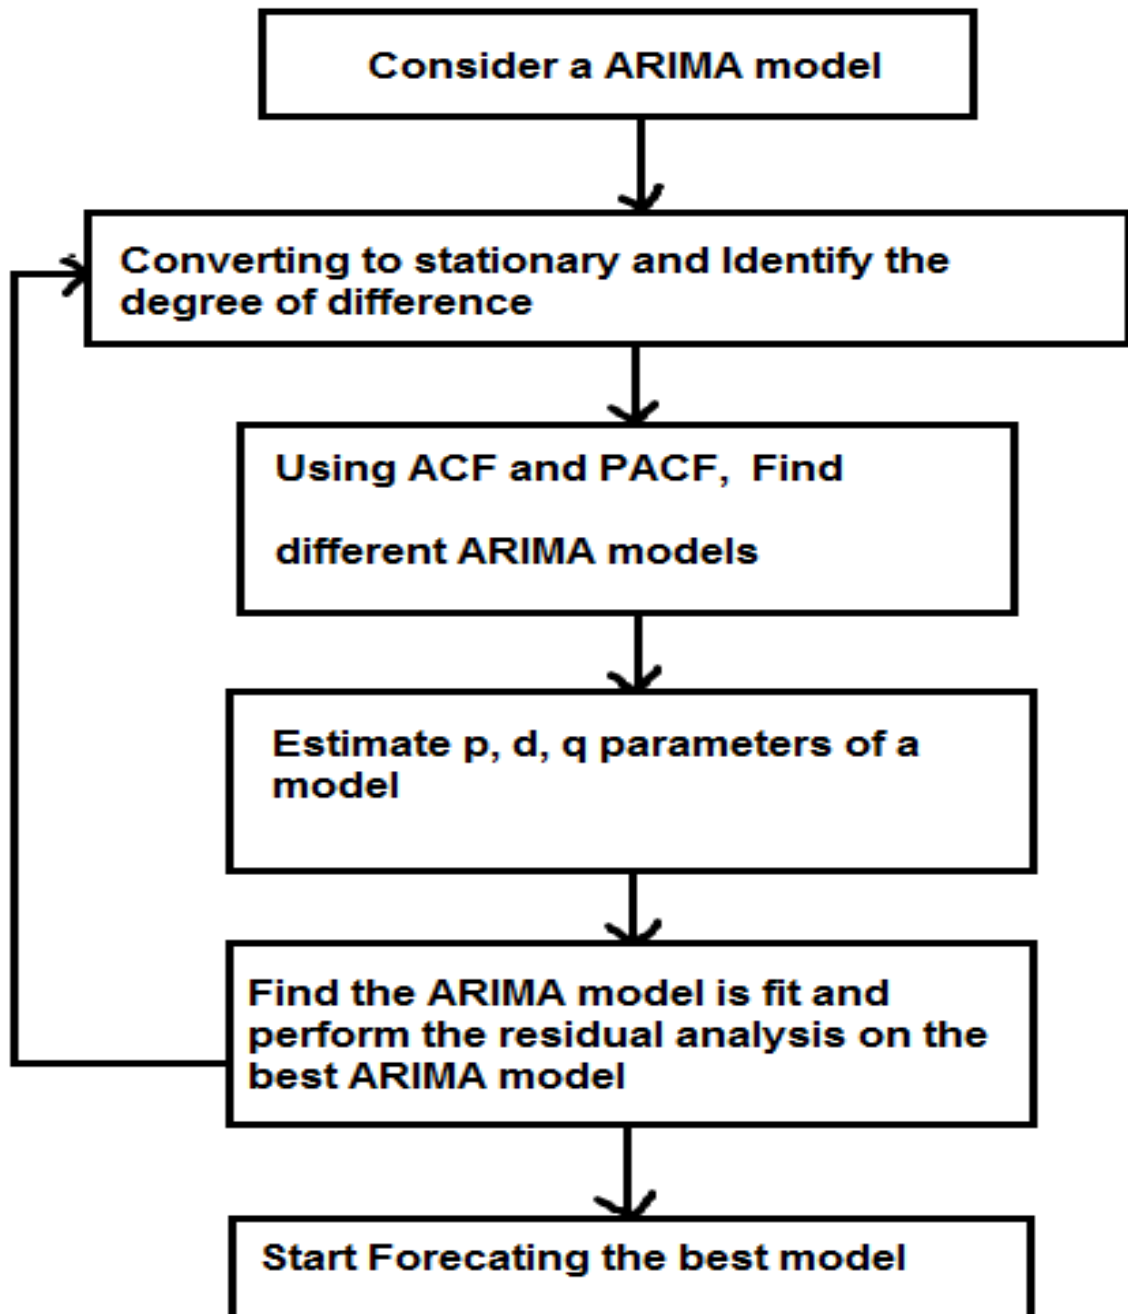 Consider a ARIMA model
Converting to stationary and Identify the
degree of difference
Using ACF and PACF, Find
different ARIMA models
Estimate p, d, q parameters of a
model
Find the ARIMA model is fit and
perform the residual analysis on the
best ARIMA model
Start Forecating the best model